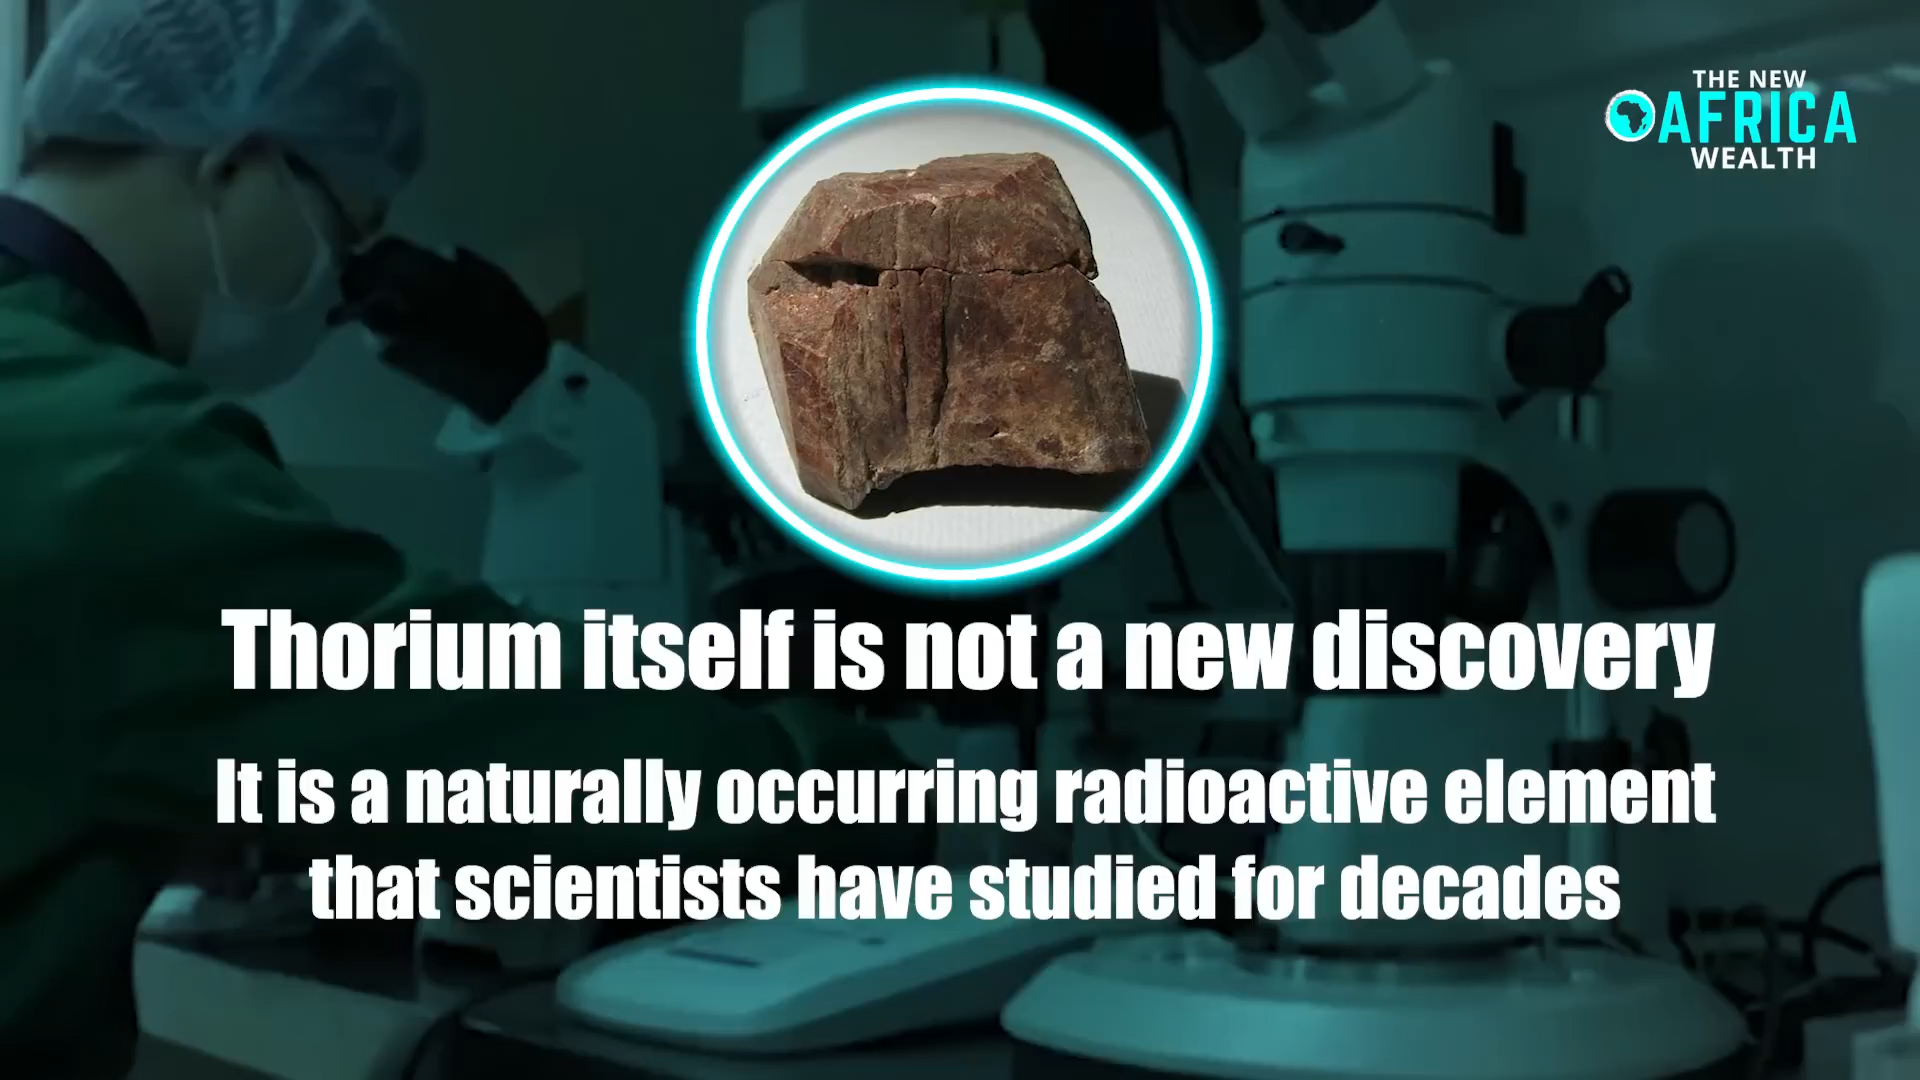 THE NEW
AFRICA
WEALTH
Thorium itself is not a new discovery
It is a naturally occurring radioactive element
that scientists have studied for decades